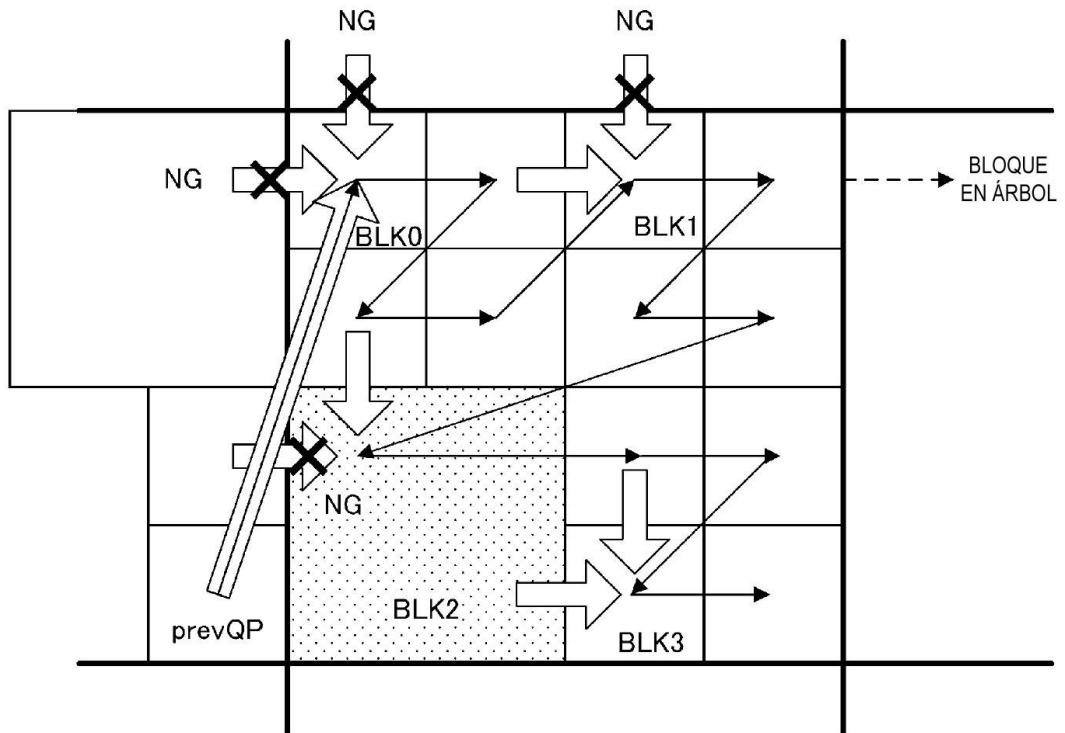 NG
NG
NG
BLOQUE
EN ÁRBOL
BLK0
BLK1
NG
BLK2
prevQP
BLK3